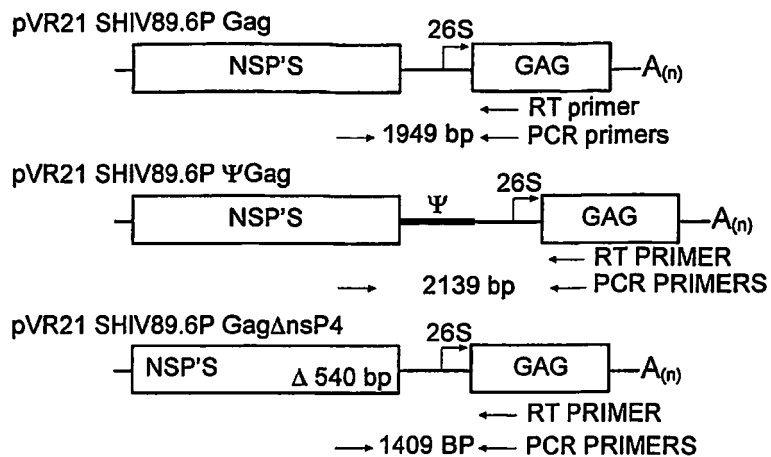 pVR21 SHIV89.6P Gag
26S
NSP'S GAG A(n)
RT primer
1949 bp PCR primers
pVR21 SHIV89.6P ΨGag
26S
Ψ
NSP'S GAG A(n)
RT PRIMER
2139 bp PCR PRIMERS
pVR21 SHIV89.6P GagΔnsP4
26S
NSP'S Δ 540 bp GAG A(n)
RT PRIMER
1409 BP PCR PRIMERS